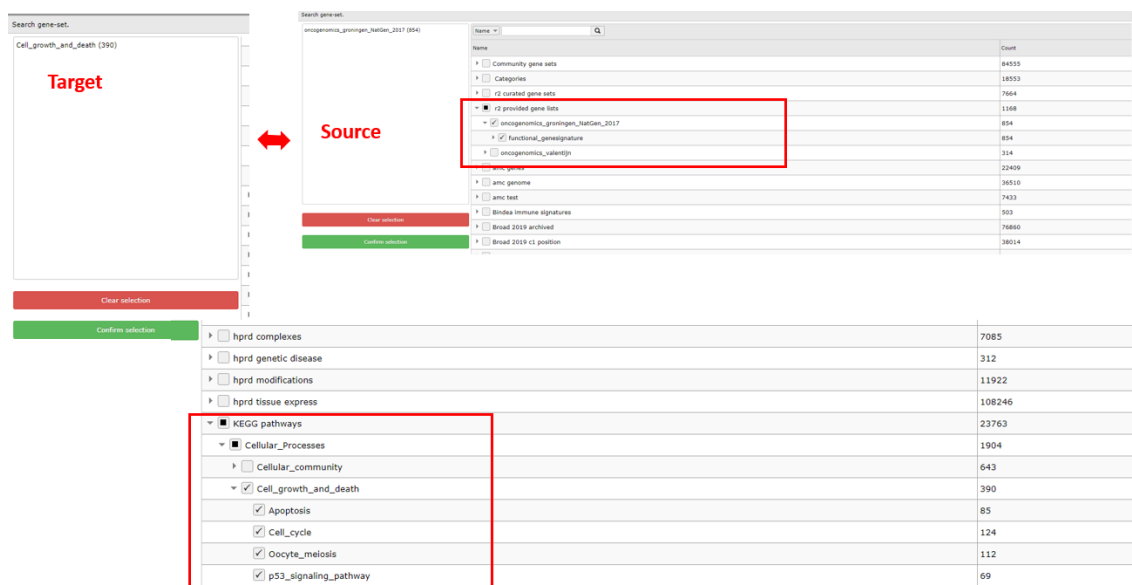 Search gene-set.
Cell_growth_and_death (390)
Target
Clear selection
Confirm selection
Search gene-set.
oncogenomics_groningen_NatGen_2017 (854)
Source
Clear selection
Confirm selection
Name
Name Count
Community gene sets 84555
Categories 18553
r2 curated gene sets 7664
r2 provided gene lists 1168
oncogenomics_groningen_NatGen_2017 854
functional_genesignature 854
oncogenomics_valentijn 314
amc genes 22409
amc genome 36510
amc test 7433
Bindea immune signatures 503
Broad 2019 archived 76860
Broad 2019 c1 position 38014
hprd complexes 7085
hprd genetic disease 312
hprd modifications 11922
hprd tissue express 108246
KEGG pathways 23763
Cellular_Processes 1904
Cellular_community 643
Cell_growth_and_death 390
Apoptosis 85
Cell_cycle 124
Oocyte_meiosis 112
p53_signaling_pathway 69